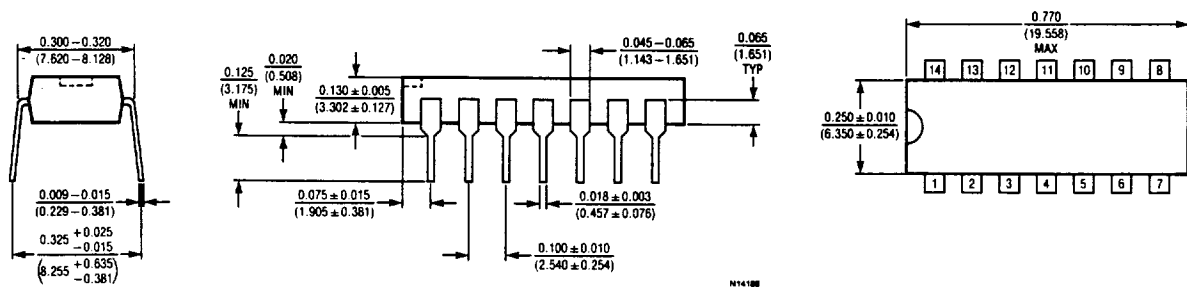 0.300 – 0.320
(7.620 – 8.128)
0.009 – 0.015
(0.229 – 0.381)
0.325 +0.025
–0.015
(8.255 +0.635
–0.381)
0.125
(3.175)
MIN
0.020
(0.508)
MIN
0.130 ± 0.005
(3.302 ± 0.127)
0.045 – 0.065
(1.143 – 1.651)
0.065
(1.651)
TYP
0.075 ± 0.015
(1.905 ± 0.381)
0.018 ± 0.003
(0.457 ± 0.076)
0.100 ± 0.010
(2.540 ± 0.254)
0.770
(19.558)
MAX
14 13 12 11 10 9 8
0.250 ± 0.010
(6.350 ± 0.254)
1 2 3 4 5 6 7